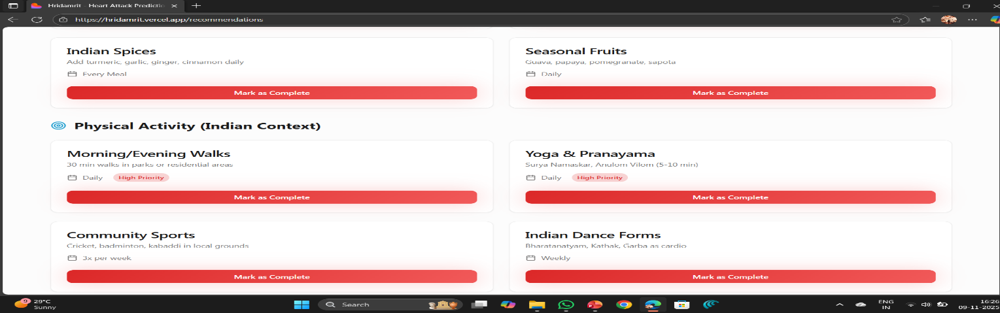 Hridamrit - Heart Attack Predictio
https://hridamrit.vercel.app/recommendations
Indian Spices
Add turmeric, garlic, ginger, cinnamon daily
Every Meal
Mark as Complete
Seasonal Fruits
Guava, papaya, pomegranate, sapota
Daily
Mark as Complete
Physical Activity (Indian Context)
Morning/Evening Walks
30 min walks in parks or residential areas
Daily High Priority
Mark as Complete
Yoga & Pranayama
Surya Namaskar, Anulom Vilom (5-10 min)
Daily High Priority
Mark as Complete
Community Sports
Cricket, badminton, kabaddi in local grounds
3x per week
Mark as Complete
Indian Dance Forms
Bharatanatyam, Kathak, Garba as cardio
Weekly
Mark as Complete
9
29°C
Sunny
Search
ENG
IN
16:26
09-11-2025